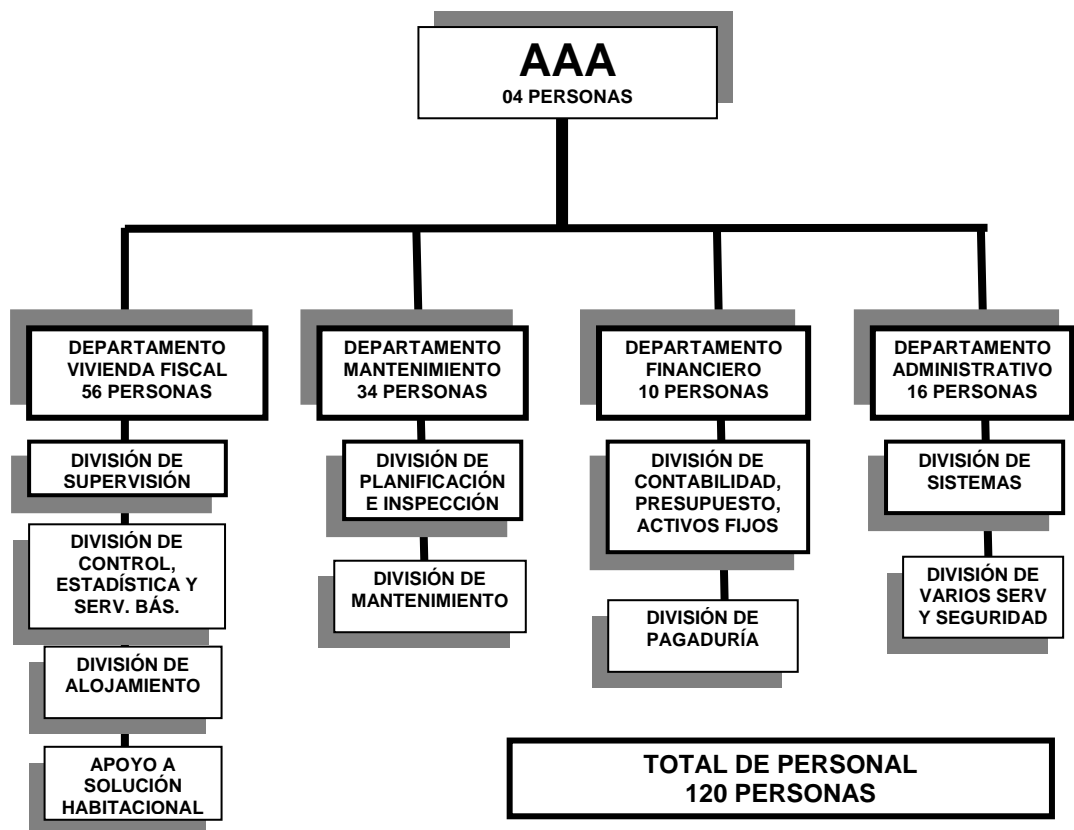 AAA
04 PERSONAS
DEPARTAMENTO
VIVIENDA FISCAL
56 PERSONAS
DEPARTAMENTO
MANTENIMIENTO
34 PERSONAS
DEPARTAMENTO
FINANCIERO
10 PERSONAS
DEPARTAMENTO
ADMINISTRATIVO
16 PERSONAS
DIVISIÓN DE
SUPERVISIÓN
DIVISIÓN DE
CONTROL,
ESTADÍSTICA Y
SERV. BÁS.
DIVISIÓN DE
ALOJAMIENTO
APOYO A
SOLUCIÓN
HABITACIONAL
DIVISIÓN DE
PLANIFICACIÓN
E INSPECCIÓN
DIVISIÓN DE
MANTENIMIENTO
DIVISIÓN DE
CONTABILIDAD,
PRESUPUESTO,
ACTIVOS FIJOS
DIVISIÓN DE
PAGADURÍA
DIVISIÓN DE
SISTEMAS
DIVISIÓN DE
VARIOS SERV
Y SEGURIDAD
TOTAL DE PERSONAL
120 PERSONAS